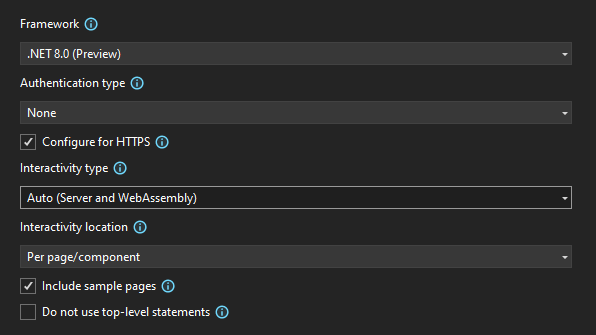 Framework
.NET 8.0 (Preview)
Authentication type
None
Configure for HTTPS
Interactivity type
Auto (Server and WebAssembly)
Interactivity location
Per page/component
Include sample pages
Do not use top-level statements